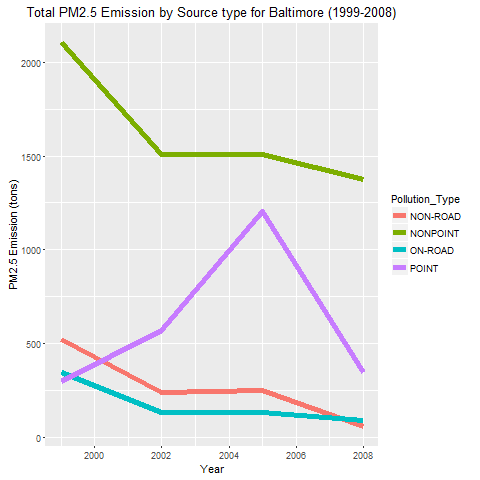 Total PM2.5 Emission by Source type for Baltimore (1999-2008)
PM2.5 Emission (tons)
2000
1500
1000
500
0
2000
2002
2004
2006
2008
Year
Pollution_Type
NON-ROAD
NONPOINT
ON-ROAD
POINT